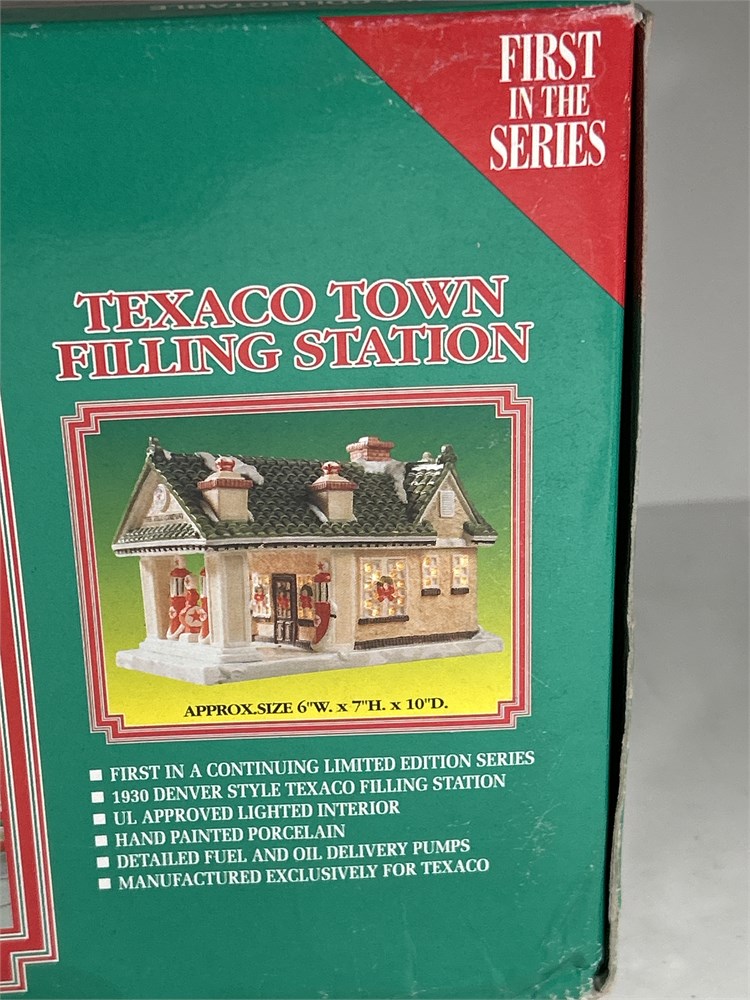 COLLECTABLE
FIRST
IN THE
SERIES
TEXACO TOWN
FILLING STATION
APPROX.SIZE 6"W. x 7"H. x 10"D.
■ FIRST IN A CONTINUING LIMITED EDITION SERIES
■ 1930 DENVER STYLE TEXACO FILLING STATION
■ UL APPROVED LIGHTED INTERIOR
■ HAND PAINTED PORCELAIN
■ DETAILED FUEL AND OIL DELIVERY PUMPS
■ MANUFACTURED EXCLUSIVELY FOR TEXACO